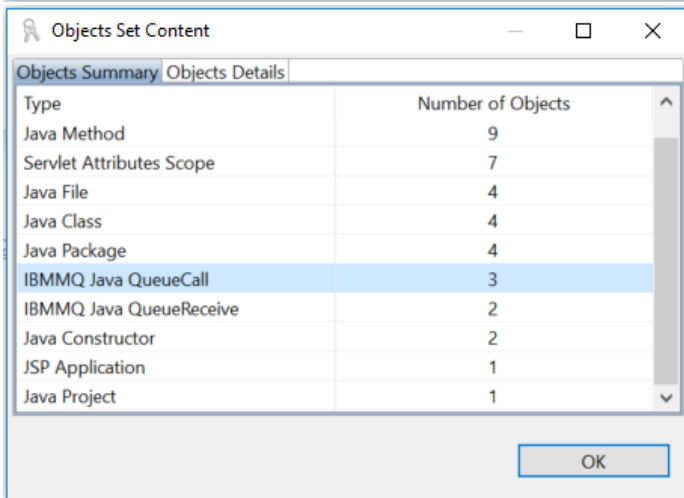 Objects Set Content
Objects Summary Objects Details
Type Number of Objects
Java Method 9
Servlet Attributes Scope 7
Java File 4
Java Class 4
Java Package 4
IBMMQ Java QueueCall 3
IBMMQ Java QueueReceive 2
Java Constructor 2
JSP Application 1
Java Project 1
OK